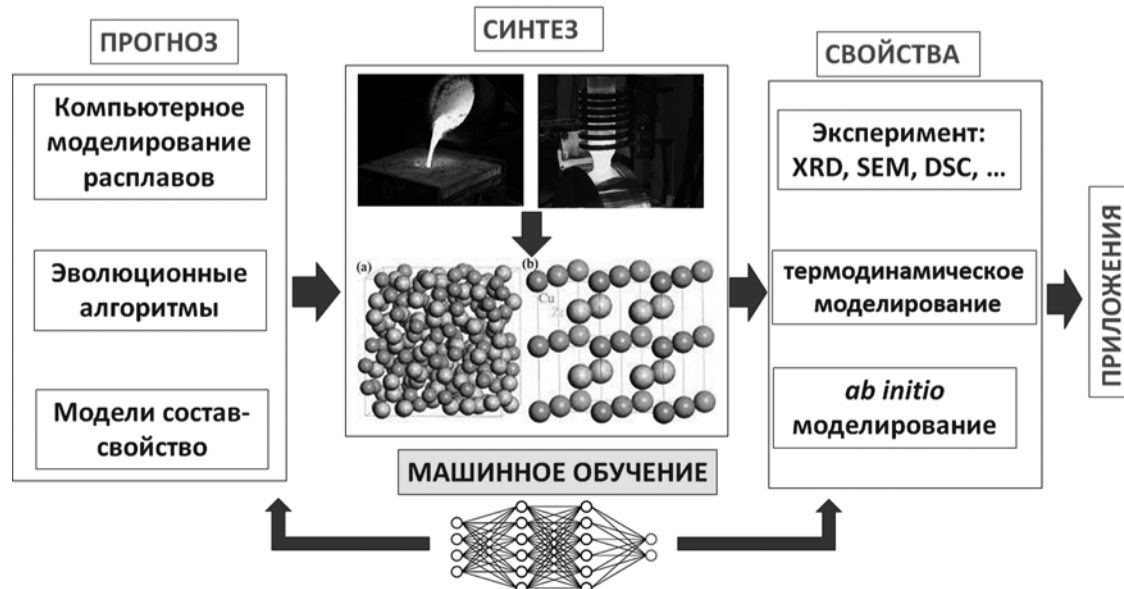 ПРОГНОЗ
Компьютерное
моделирование
расплавов
Эволюционные
алгоритмы
Модели состав-
свойство
СИНТЕЗ
(a)
(b)
Cu
Zr
СВОЙСТВА
Эксперимент:
XRD, SEM, DSC, ...
термодинамическое
моделирование
ab initio
моделирование
ПРИЛОЖЕНИЯ
МАШИННОЕ ОБУЧЕНИЕ